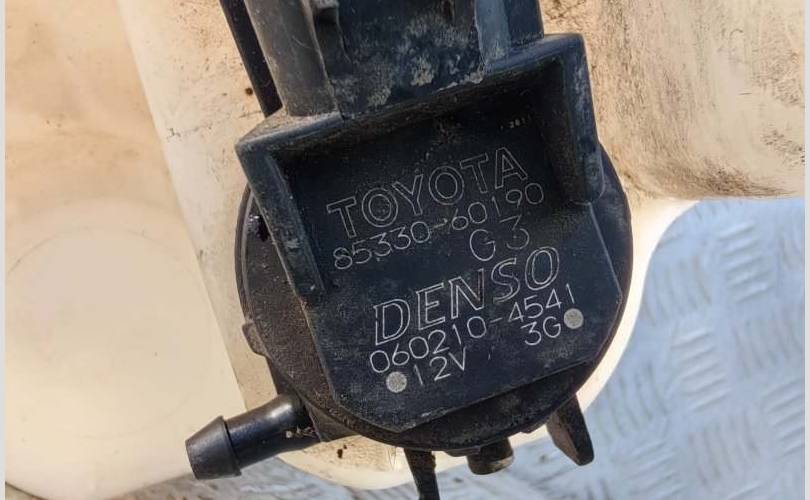 TOYOTA
85330-60190
G3
DENSO
060210-4541
12V 3G